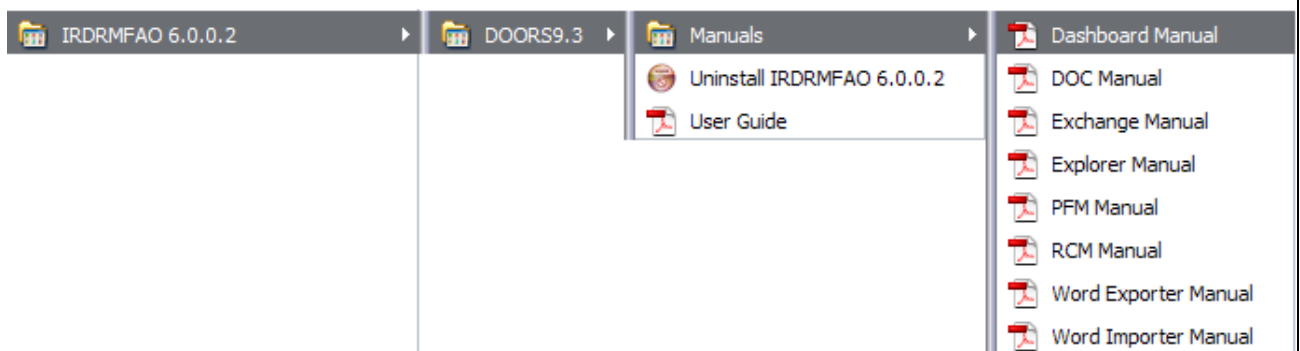 IRDRMFAO 6.0.0.2
DOORS9.3
Manuals
Uninstall IRDRMFAO 6.0.0.2
User Guide
Dashboard Manual
DOC Manual
Exchange Manual
Explorer Manual
PFM Manual
RCM Manual
Word Exporter Manual
Word Importer Manual